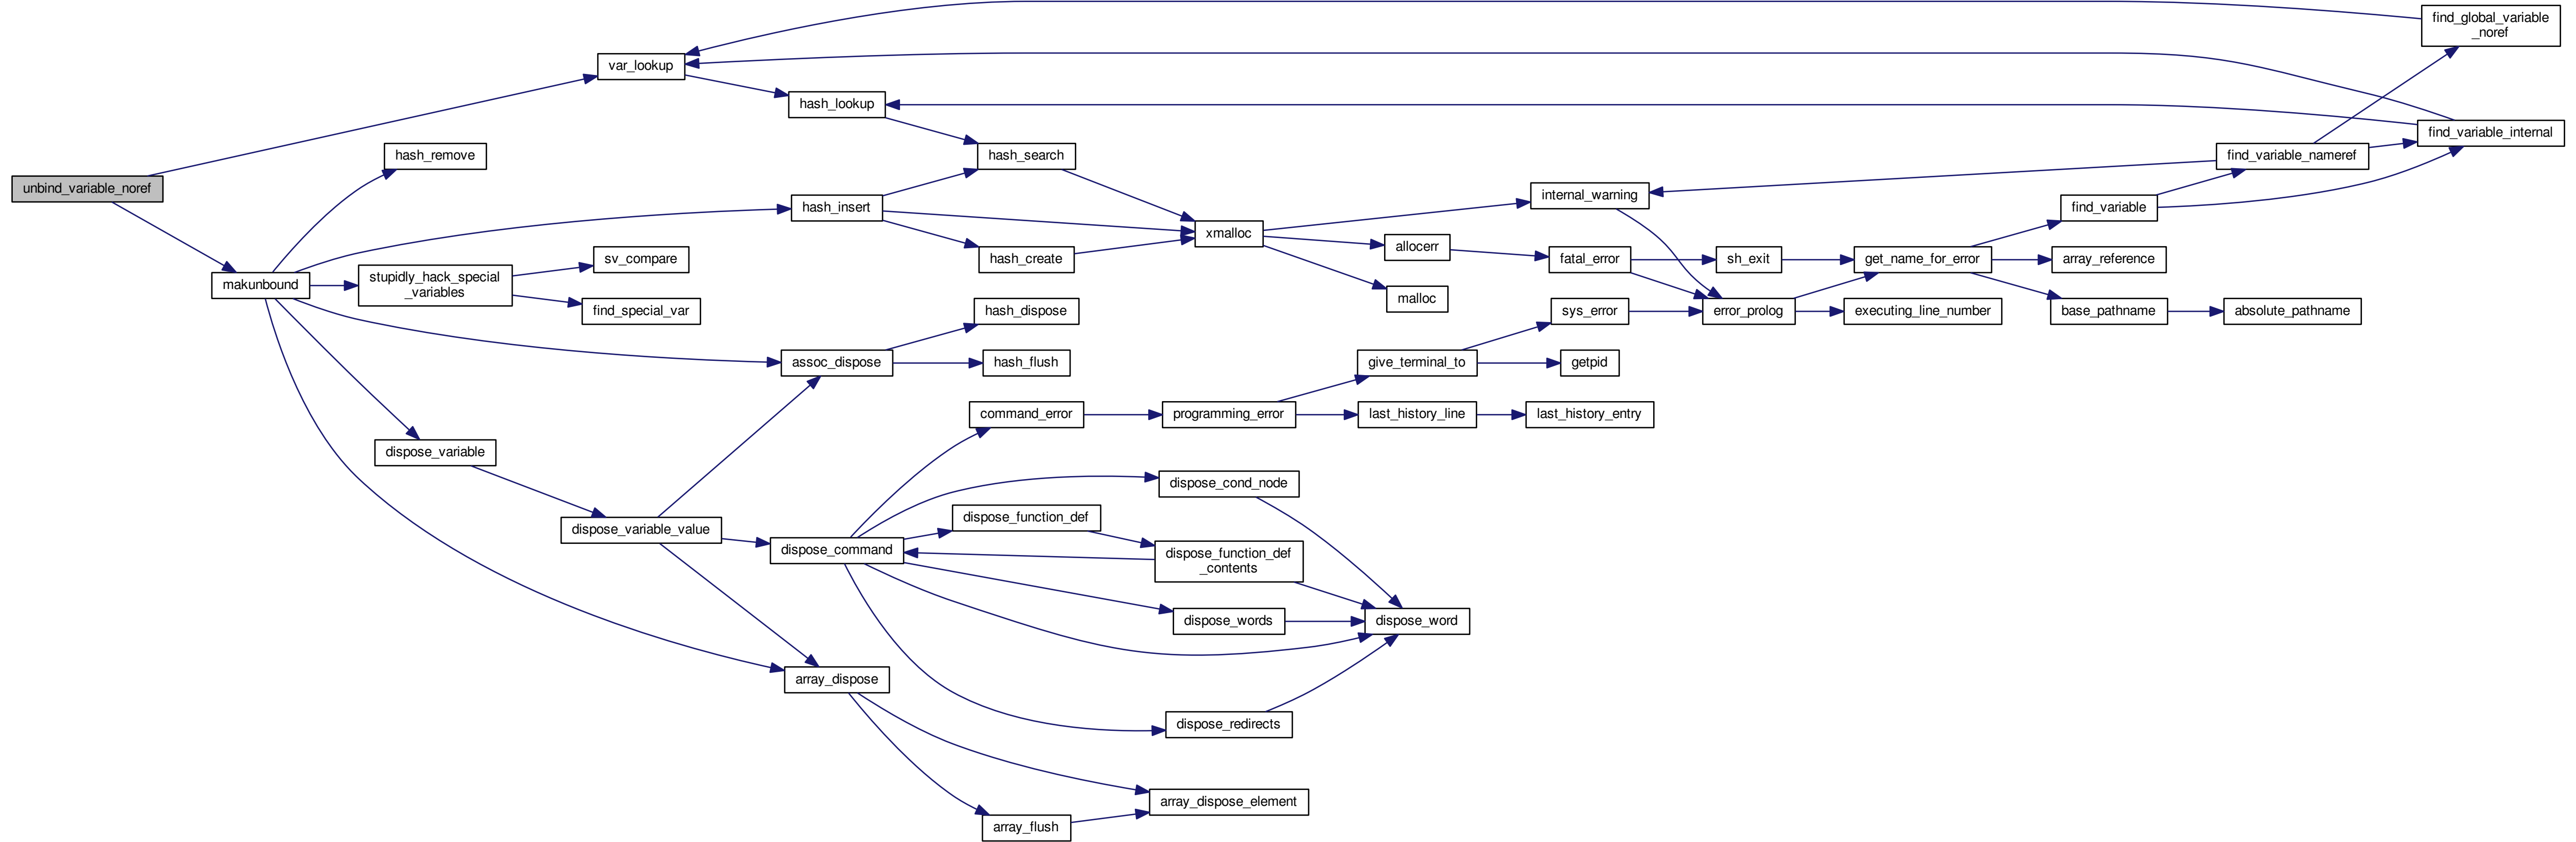 unbind_variable_noref
var_lookup
makunbound
hash_remove
hash_insert
stupidly_hack_special
_variables
sv_compare
find_special_var
assoc_dispose
hash_dispose
hash_flush
dispose_variable
dispose_variable_value
dispose_command
array_dispose
array_flush
array_dispose_element
hash_lookup
hash_search
hash_create
xmalloc
internal_warning
allocerr
malloc
fatal_error
sh_exit
sys_error
error_prolog
get_name_for_error
executing_line_number
find_variable
array_reference
base_pathname
absolute_pathname
find_variable_nameref
find_variable_internal
find_global_variable
_noref
give_terminal_to
getpid
command_error
programming_error
last_history_line
last_history_entry
dispose_cond_node
dispose_function_def
dispose_function_def
_contents
dispose_words
dispose_word
dispose_redirects